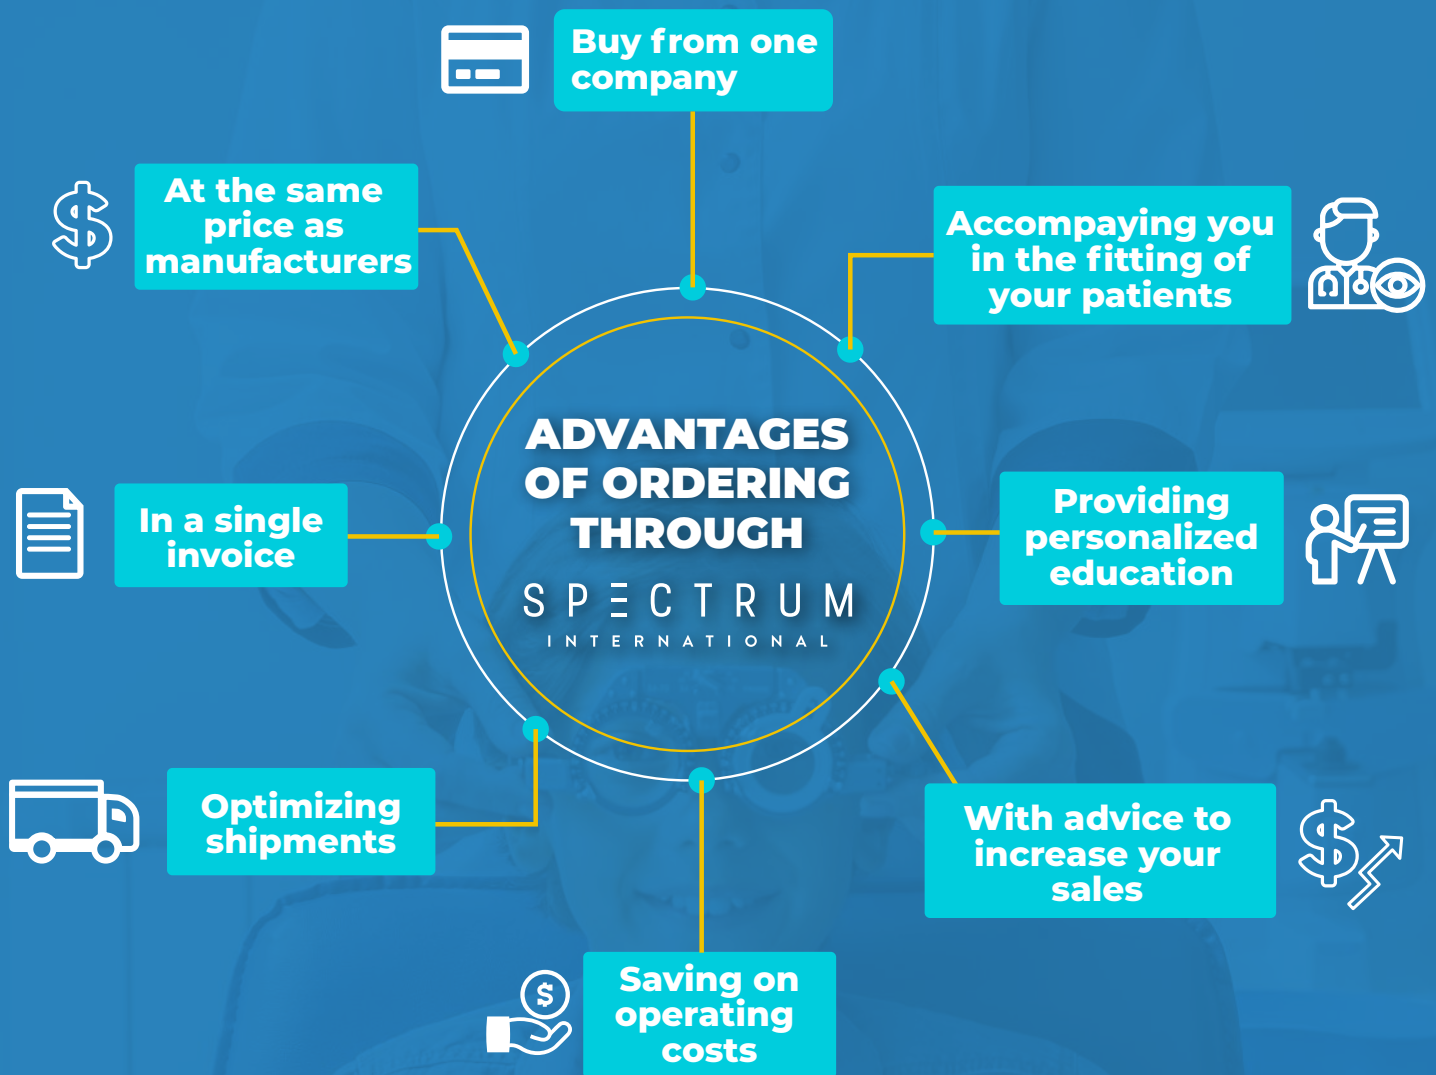 Buy from one
company
At the same
price as
manufacturers
Accompaying you
in the fitting of
your patients
ADVANTAGES
OF ORDERING
THROUGH
SPECTRUM
INTERNATIONAL
In a single
invoice
Providing
personalized
education
Optimizing
shipments
With advice to
increase your
sales
$
Saving on
operating
costs